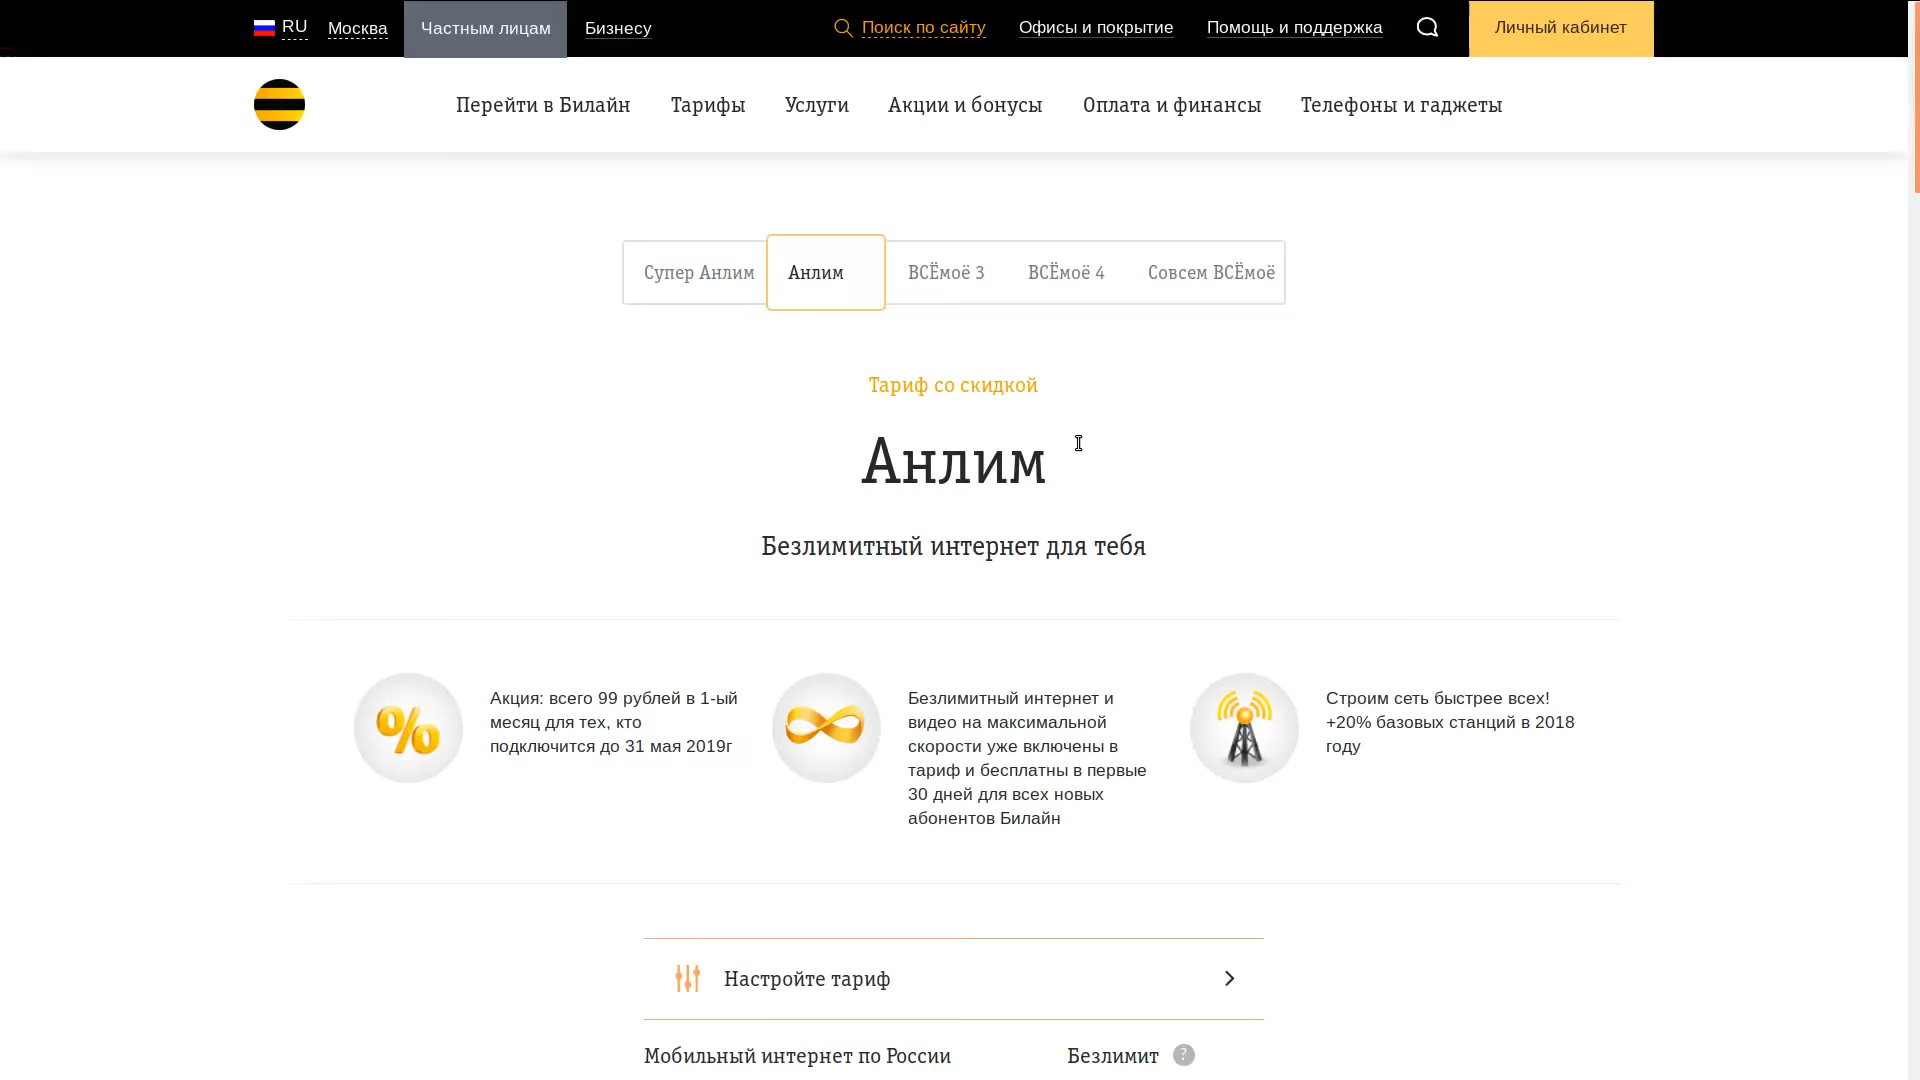 RU Москва Частным лицам Бизнесу Поиск по сайту Офисы и покрытие Помощь и поддержка Личный кабинет
Перейти в Билайн Тарифы Услуги Акции и бонусы Оплата и финансы Телефоны и гаджеты
Супер Анлим Анлим ВСЁмоё 3 ВСЁмоё 4 Совсем ВСЁмоё
Тариф со скидкой
Анлим
Безлимитный интернет для тебя
Акция: всего 99 рублей в 1-ый
месяц для тех, кто
подключится до 31 мая 2019г
Безлимитный интернет и
видео на максимальной
скорости уже включены в
тариф и бесплатны в первые
30 дней для всех новых
абонентов Билайн
Строим сеть быстрее всех!
+20% базовых станций в 2018
году
Настройте тариф
Мобильный интернет по России Безлимит ?